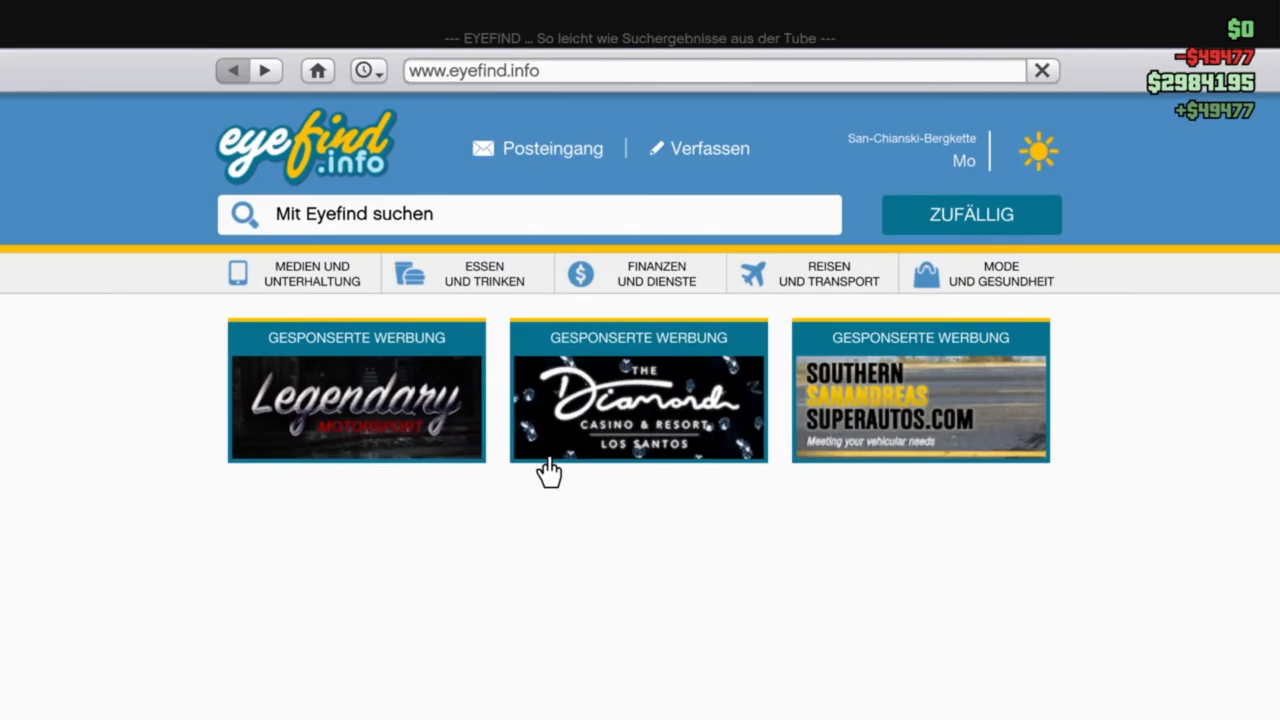 --- EYEFIND ... So leicht wie Suchergebnisse aus der Tube ---
$0
-$49477
$2984195
+$49477
www.eyefind.info
eyefind
.info
Posteingang
Verfassen
San-Chianski-Bergkette
Mo
Mit Eyefind suchen
ZUFÄLLIG
MEDIEN UND
UNTERHALTUNG
ESSEN
UND TRINKEN
FINANZEN
UND DIENSTE
REISEN
UND TRANSPORT
MODE
UND GESUNDHEIT
GESPONSERTE WERBUNG
Legendary
MOTORSPORT
GESPONSERTE WERBUNG
THE
Diamond
CASINO & RESORT
LOS SANTOS
GESPONSERTE WERBUNG
SOUTHERN
SANANDREAS
SUPERAUTOS.COM
Meeting your vehicular needs